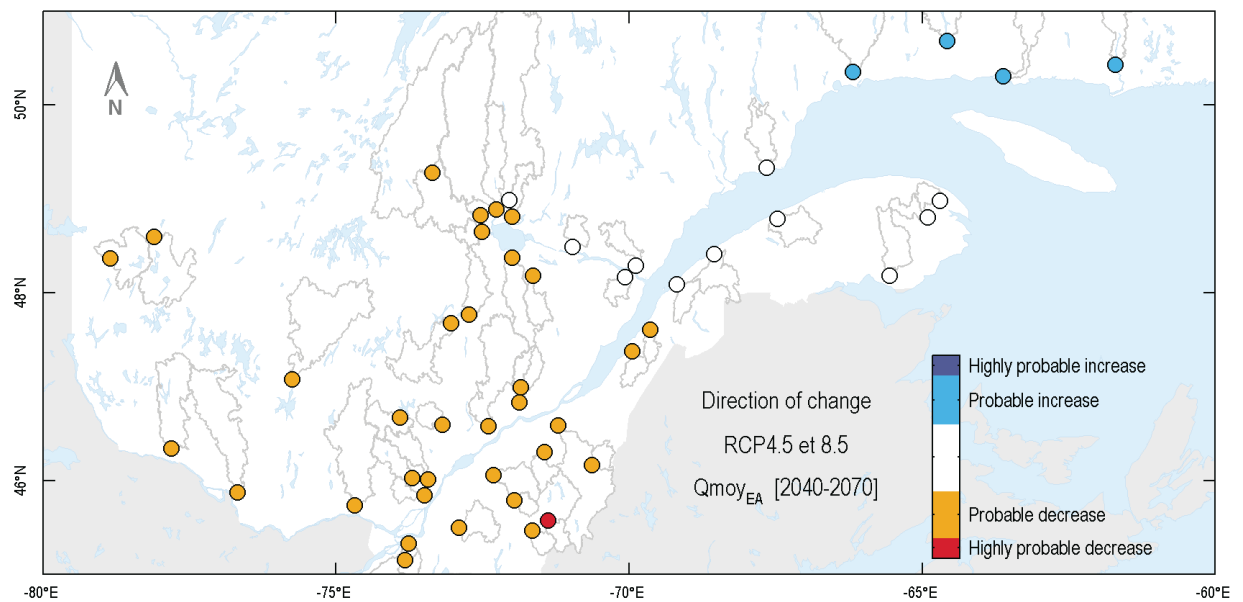 N
50°N
48°N
46°N
Direction of change
RCP4.5 et 8.5
QmoyEA [2040-2070]
Highly probable increase
Probable increase
Probable decrease
Highly probable decrease
-80°E
-75°E
-70°E
-65°E
-60°E